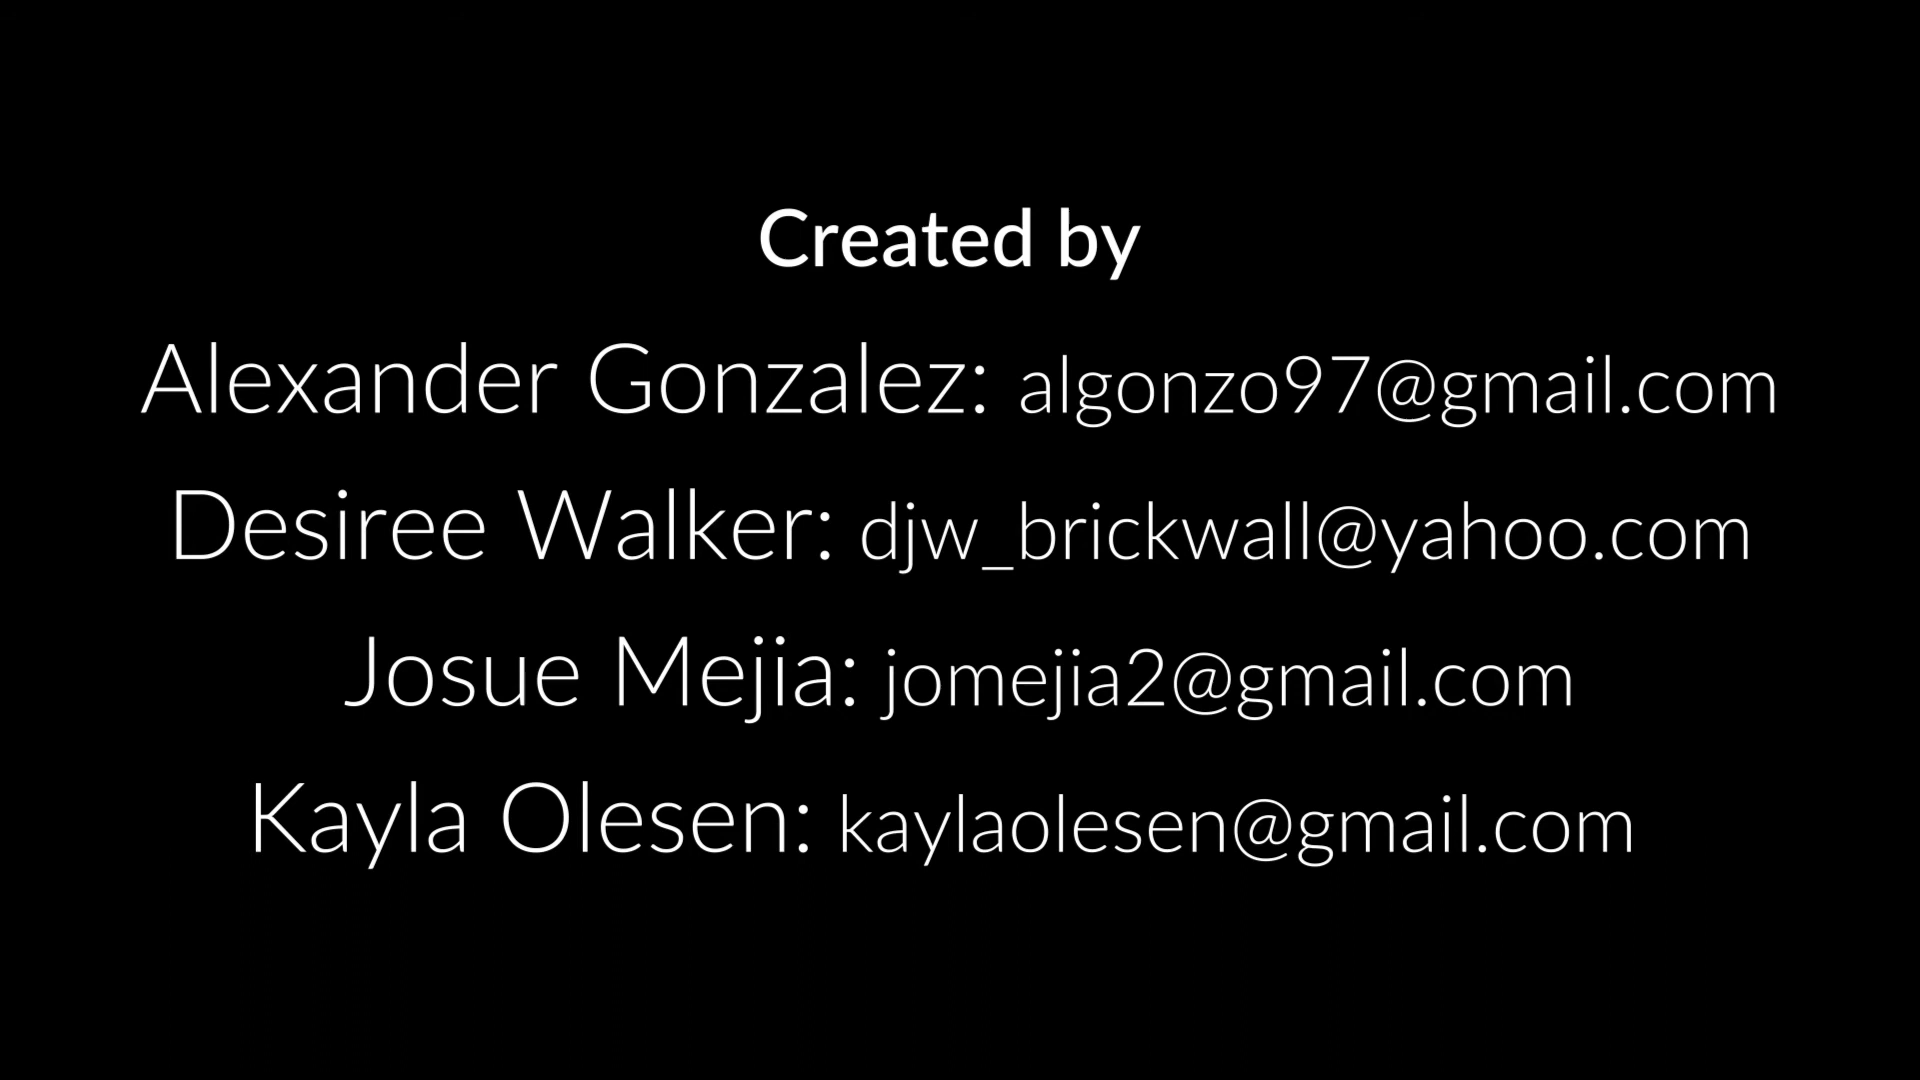 Created by
Alexander Gonzalez: algonzo97@gmail.com
Desiree Walker: djw_brickwall@yahoo.com
Josue Mejia: jomejia2@gmail.com
Kayla Olesen: kaylaolesen@gmail.com